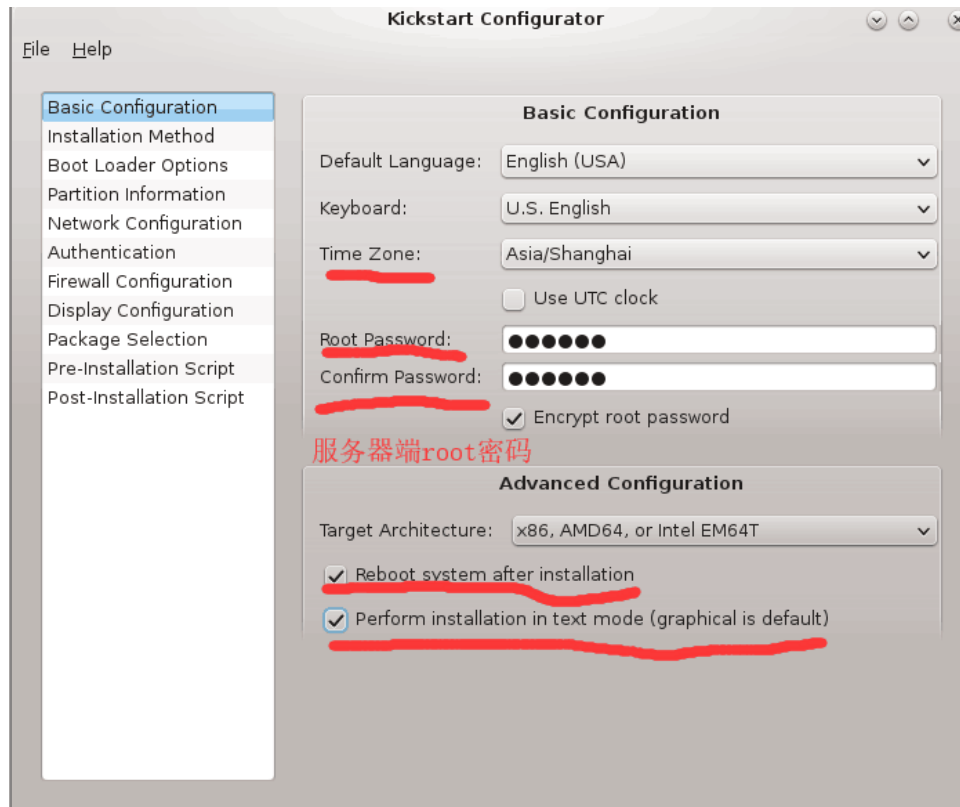 Kickstart Configurator
File Help
Basic Configuration
Installation Method
Boot Loader Options
Partition Information
Network Configuration
Authentication
Firewall Configuration
Display Configuration
Package Selection
Pre-Installation Script
Post-Installation Script
Basic Configuration
Default Language: English (USA)
Keyboard: U.S. English
Time Zone: Asia/Shanghai
Use UTC clock
Root Password: ●●●●●●
Confirm Password: ●●●●●●
Encrypt root password
服务器端root密码
Advanced Configuration
Target Architecture: x86, AMD64, or Intel EM64T
Reboot system after installation
Perform installation in text mode (graphical is default)